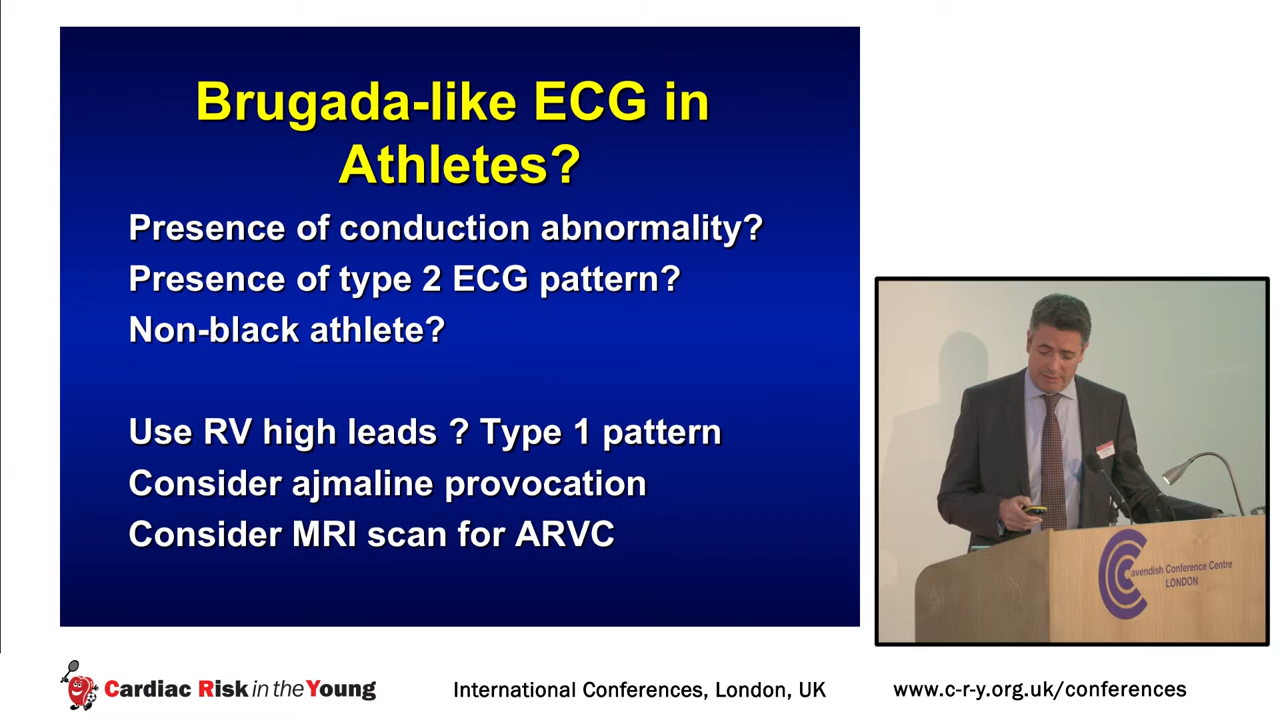 Brugada-like ECG in
Athletes?
Presence of conduction abnormality?
Presence of type 2 ECG pattern?
Non-black athlete?
Use RV high leads ? Type 1 pattern
Consider ajmaline provocation
Consider MRI scan for ARVC
avendish Conference Centre
LONDON
Cardiac Risk in the Young
International Conferences, London, UK
www.c-r-y.org.uk/conferences